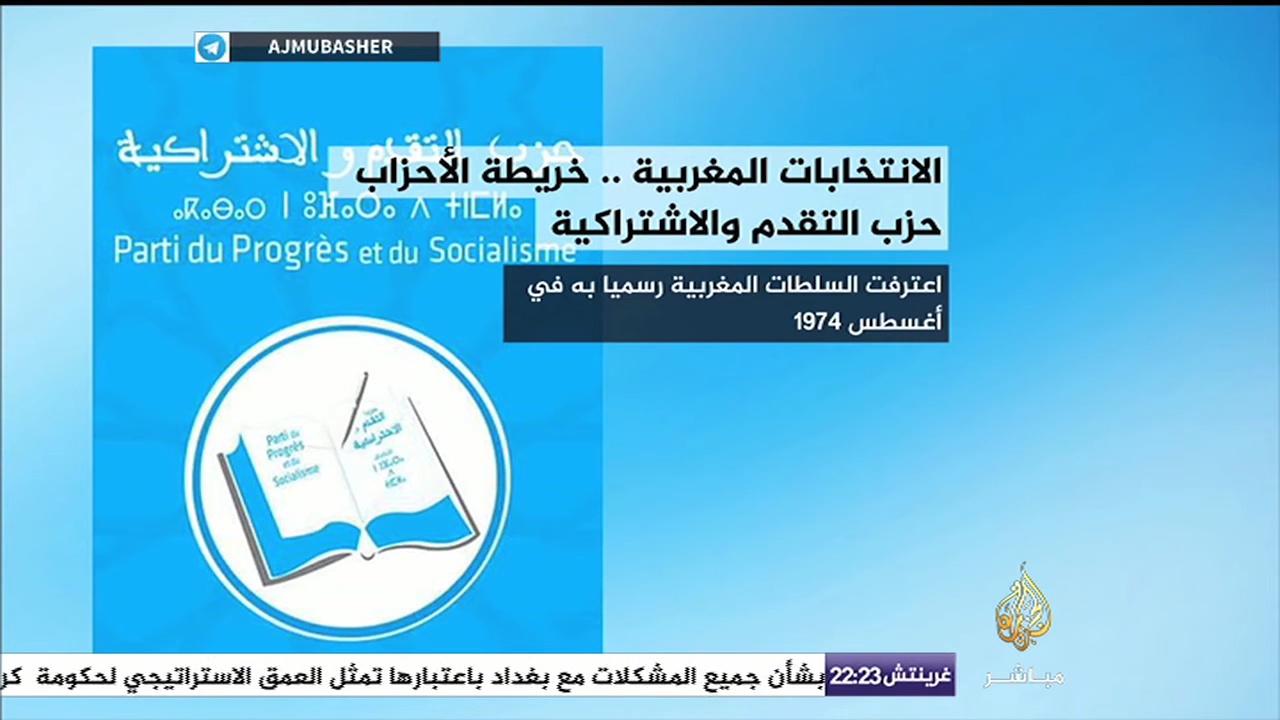 AJMUBASHER
حزب التقدم و الاشتراكية
Parti du Progrès et du Socialisme
الانتخابات المغربية .. خريطة الأحزاب
حزب التقدم والاشتراكية
اعترفت السلطات المغربية رسميا به في
أغسطس 1974
Parti du
Progrès
et du
Socialisme
مباشر
غرينتش 22:23
بشأن جميع المشكلات مع بغداد باعتبارها تمثل العمق الاستراتيجي لحكومة كر